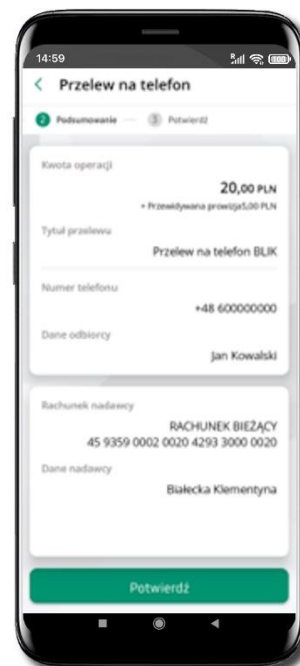 14:59
Przelew na telefon
2 Podsumowanie 3 Potwierdź
Kwota operacji
20,00 PLN
+ Przewidywana prowizja5,00 PLN
Tytuł przelewu
Przelew na telefon BLIK
Numer telefonu
+48 600000000
Dane odbiorcy
Jan Kowalski
Rachunek nadawcy
RACHUNEK BIEŻĄCY
45 9359 0002 0020 4293 3000 0020
Dane nadawcy
Białecka Klementyna
Potwierdź